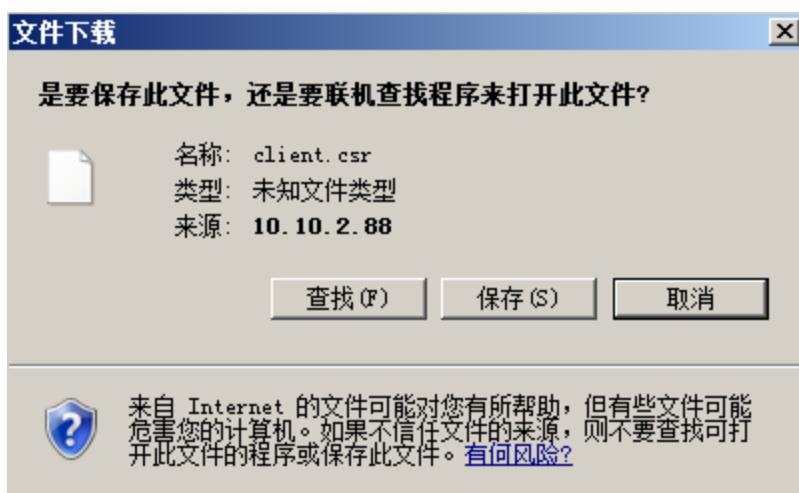 文件下载
是要保存此文件，还是要联机查找程序来打开此文件?
名称: client.csr
类型: 未知文件类型
来源: 10.10.2.88
查找(F) 保存(S) 取消
来自 Internet 的文件可能对您有所帮助，但有些文件可能
危害您的计算机。如果不信任文件的来源，则不要查找可打
开此文件的程序或保存此文件。有何风险?